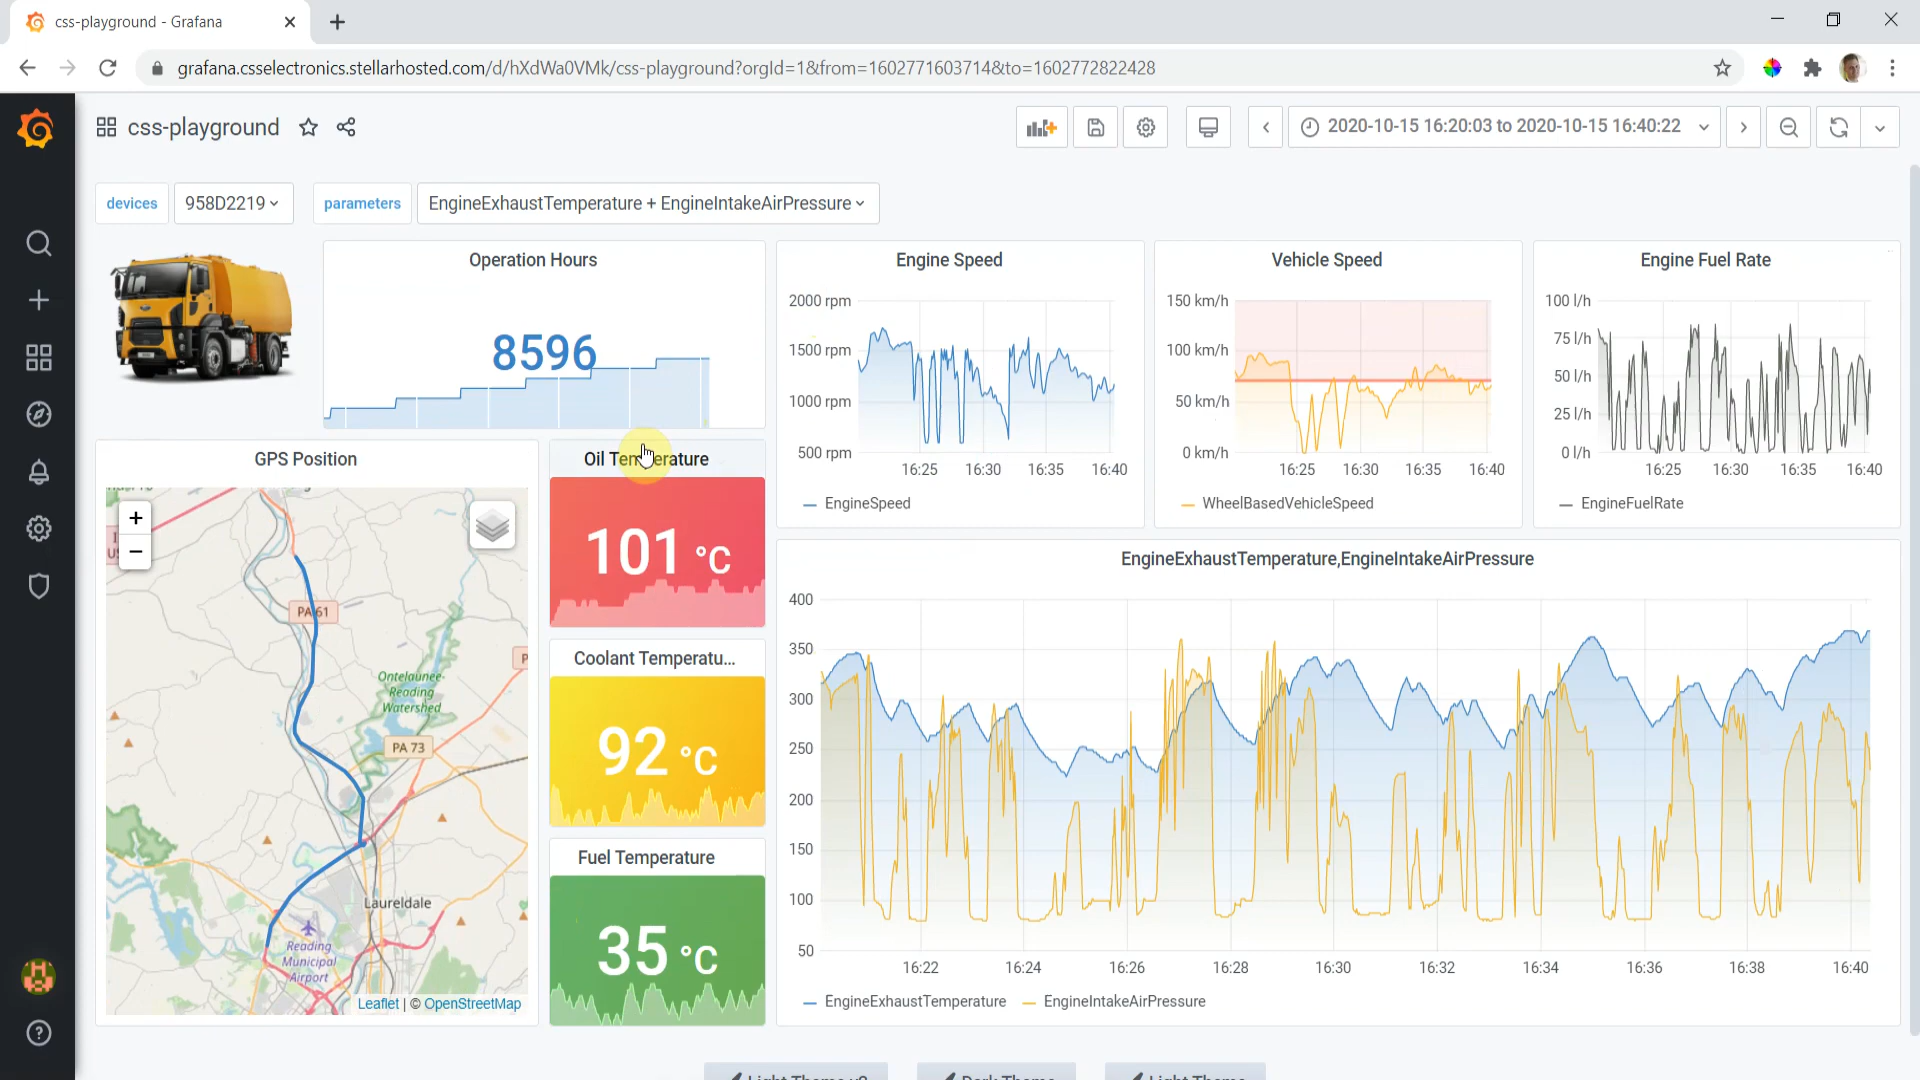 css-playground - Grafana
grafana.csselectronics.stellarhosted.com/d/hXdWa0VMk/css-playground?orgId=1&from=1602771603714&to=1602772822428
css-playground
2020-10-15 16:20:03 to 2020-10-15 16:40:22
devices 958D2219 parameters EngineExhaustTemperature + EngineIntakeAirPressure
Operation Hours
8596
Engine Speed
2000 rpm
1500 rpm
1000 rpm
500 rpm
16:25 16:30 16:35 16:40
EngineSpeed
Vehicle Speed
150 km/h
100 km/h
50 km/h
0 km/h
16:25 16:30 16:35 16:40
WheelBasedVehicleSpeed
Engine Fuel Rate
100 l/h
75 l/h
50 l/h
25 l/h
0 l/h
16:25 16:30 16:35 16:40
EngineFuelRate
GPS Position
+
−
PA 61
Ontelaunee-
Reading
Watershed
PA 73
Laureldale
Reading
Municipal
Airport
Leaflet | © OpenStreetMap
Oil Temperature
101 °C
Coolant Temperatu...
92 °C
Fuel Temperature
35 °C
EngineExhaustTemperature,EngineIntakeAirPressure
400
350
300
250
200
150
100
50
16:22 16:24 16:26 16:28 16:30 16:32 16:34 16:36 16:38 16:40
EngineExhaustTemperature EngineIntakeAirPressure
Light Theme v2 Dark Theme Light Theme